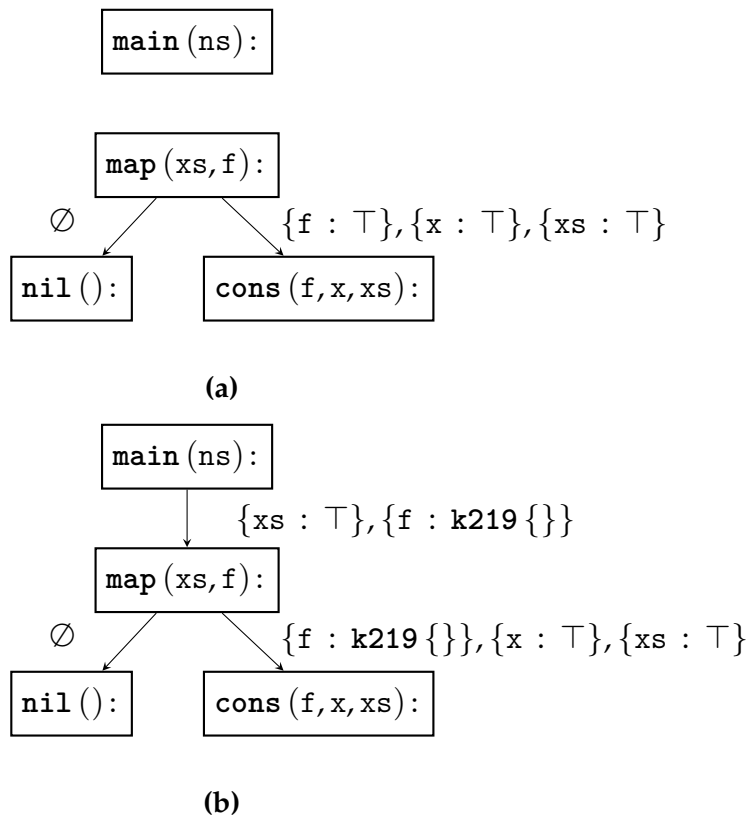 main(ns):
map(xs,f):
∅ {f : ⊤},{x : ⊤},{xs : ⊤}
nil(): cons(f,x,xs):
(a)
main(ns):
{xs : ⊤},{f : k219{}}
map(xs,f):
∅ {f : k219{}},{x : ⊤},{xs : ⊤}
nil(): cons(f,x,xs):
(b)